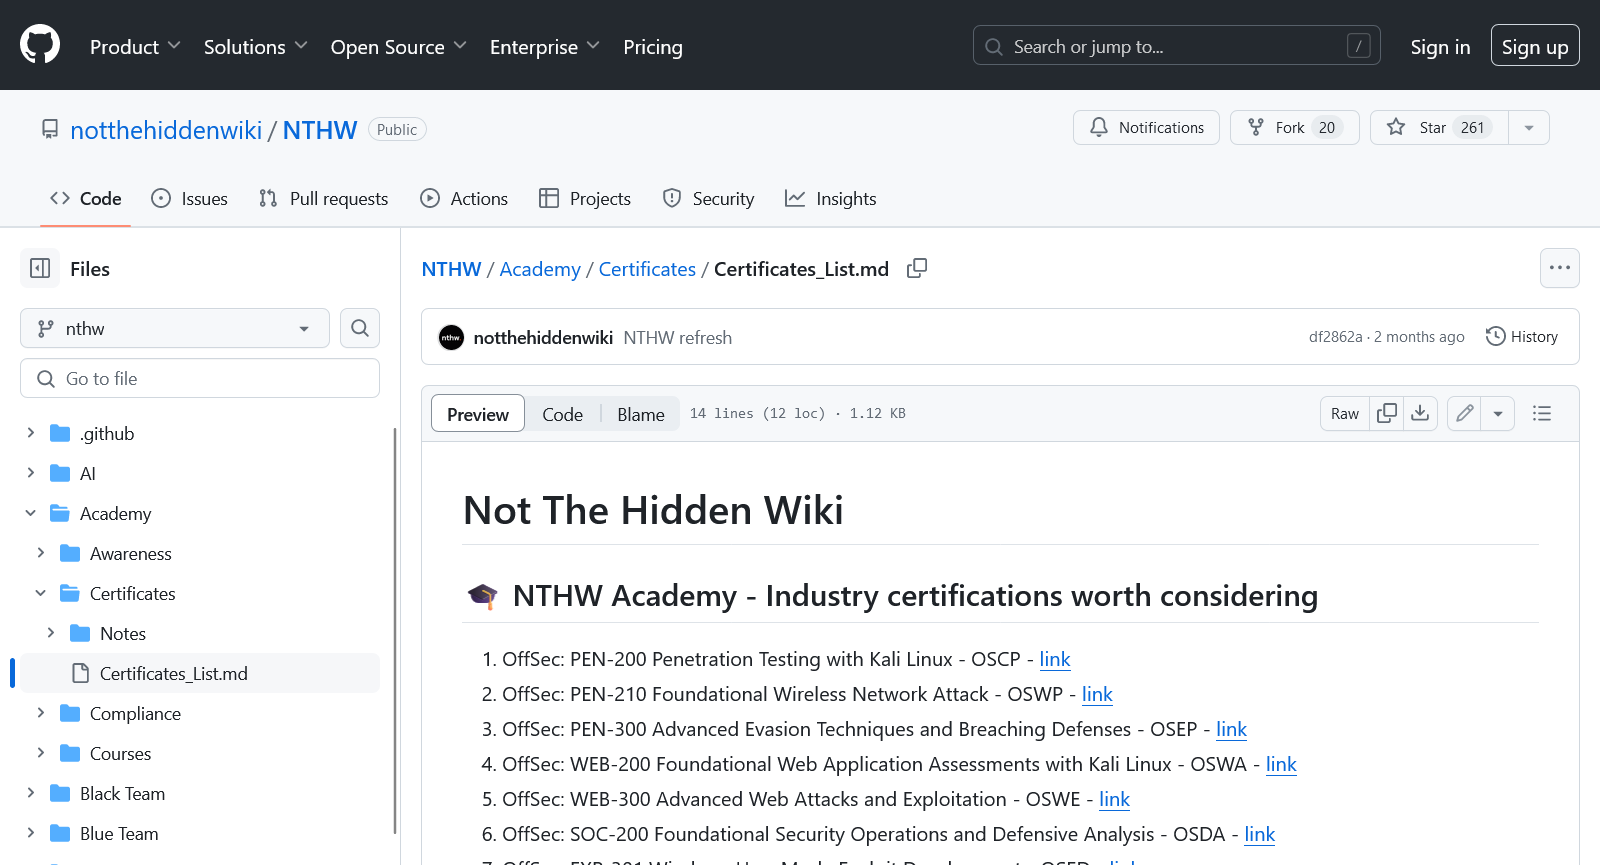 Product Solutions Open Source Enterprise Pricing Search or jump to... / Sign in Sign up
notthehiddenwiki / NTHW Public Notifications Fork 20 Star 261
Code Issues Pull requests Actions Projects Security Insights
Files
nthw
Go to file
.github
AI
Academy
Awareness
Certificates
Notes
Certificates_List.md
Compliance
Courses
Black Team
Blue Team
NTHW / Academy / Certificates / Certificates_List.md
nthw notthehiddenwiki NTHW refresh df2862a · 2 months ago History
Preview Code Blame 14 lines (12 loc) · 1.12 KB Raw
Not The Hidden Wiki
🎓 NTHW Academy - Industry certifications worth considering
1. OffSec: PEN-200 Penetration Testing with Kali Linux - OSCP - link
2. OffSec: PEN-210 Foundational Wireless Network Attack - OSWP - link
3. OffSec: PEN-300 Advanced Evasion Techniques and Breaching Defenses - OSEP - link
4. OffSec: WEB-200 Foundational Web Application Assessments with Kali Linux - OSWA - link
5. OffSec: WEB-300 Advanced Web Attacks and Exploitation - OSWE - link
6. OffSec: SOC-200 Foundational Security Operations and Defensive Analysis - OSDA - link